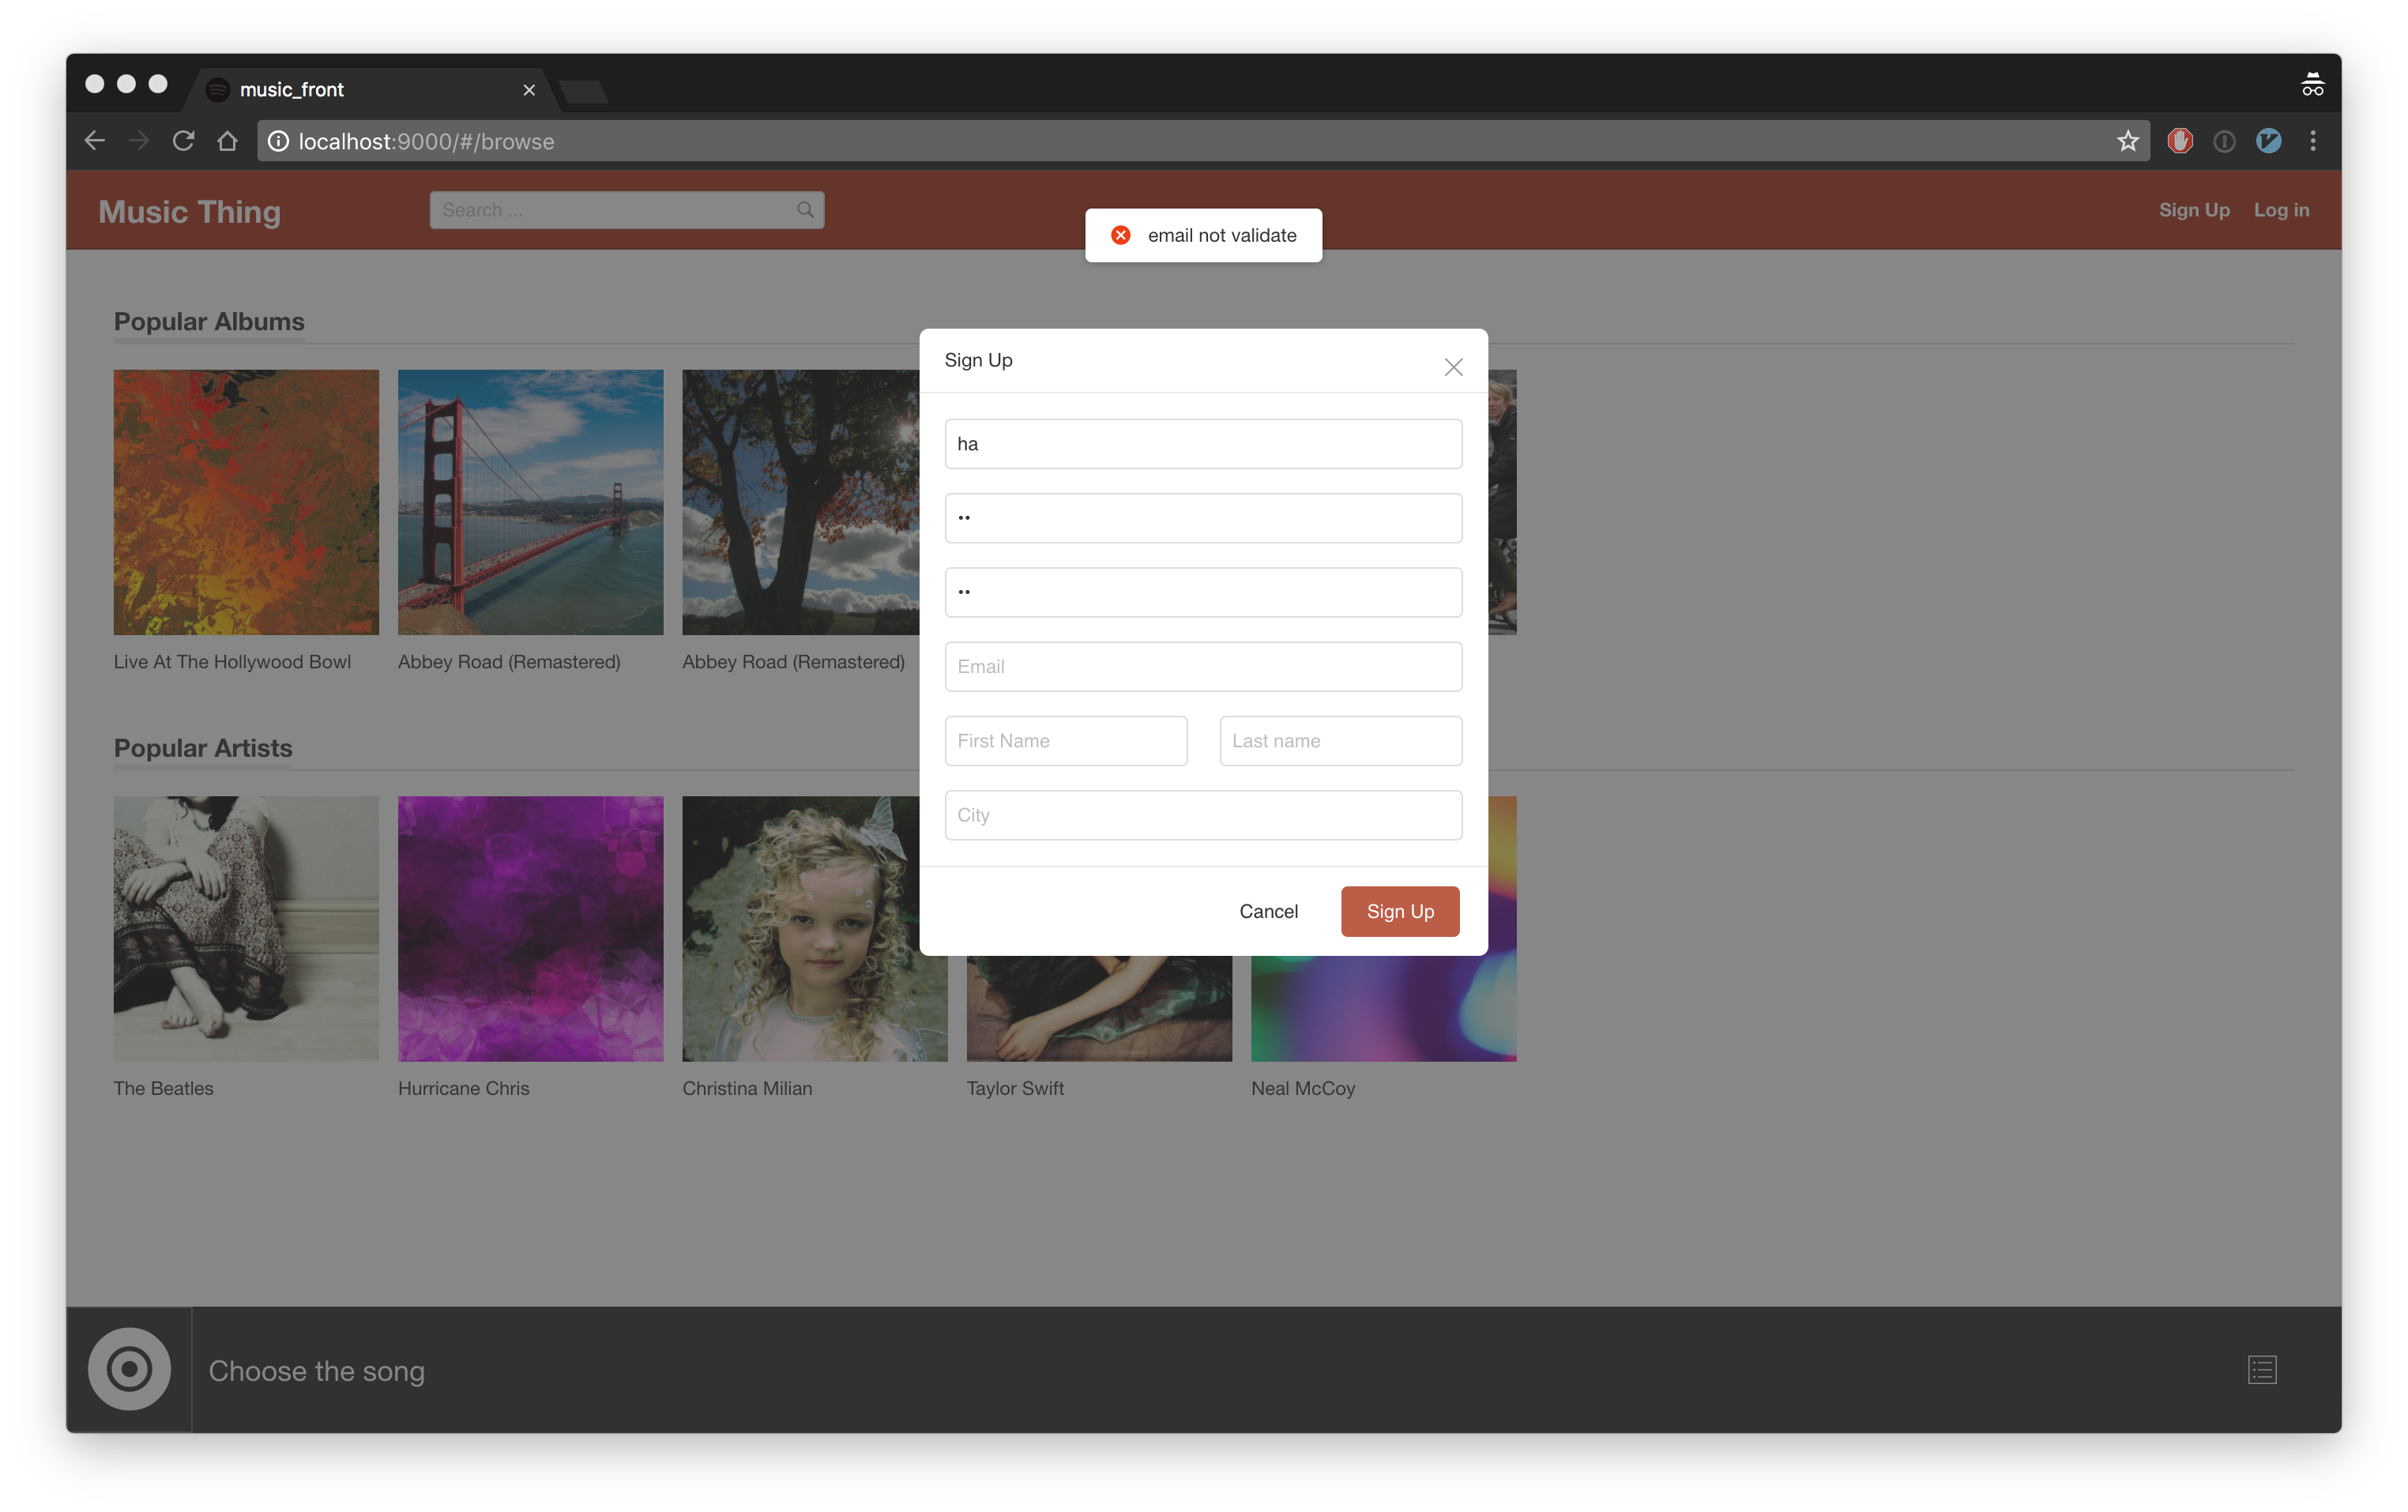 music_front
localhost:9000/#/browse
Music Thing
Search ...
Sign Up
Log in
email not validate
Popular Albums
Live At The Hollywood Bowl
Abbey Road (Remastered)
Abbey Road (Remastered)
Sign Up
ha
••
••
Email
First Name
Last name
City
Cancel
Sign Up
Popular Artists
The Beatles
Hurricane Chris
Christina Milian
Taylor Swift
Neal McCoy
Choose the song